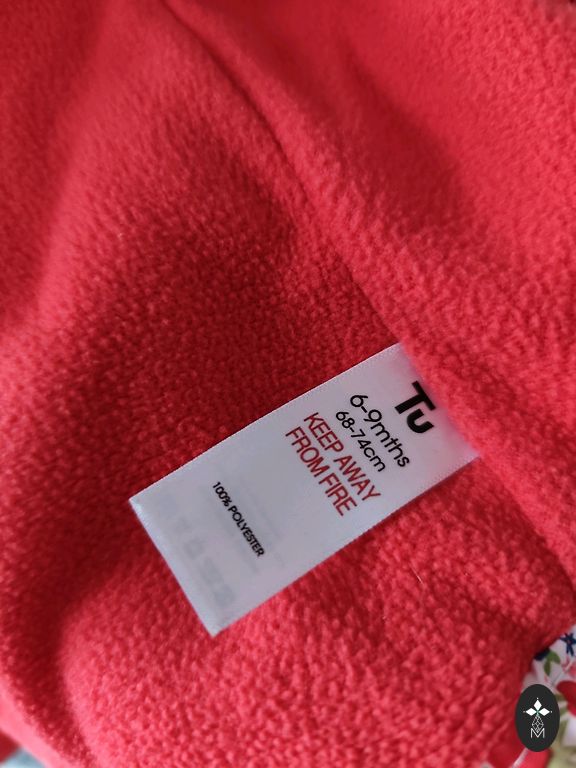 Tu
6-9mths
68-74cm
KEEP AWAY
FROM FIRE
100% POLYESTER